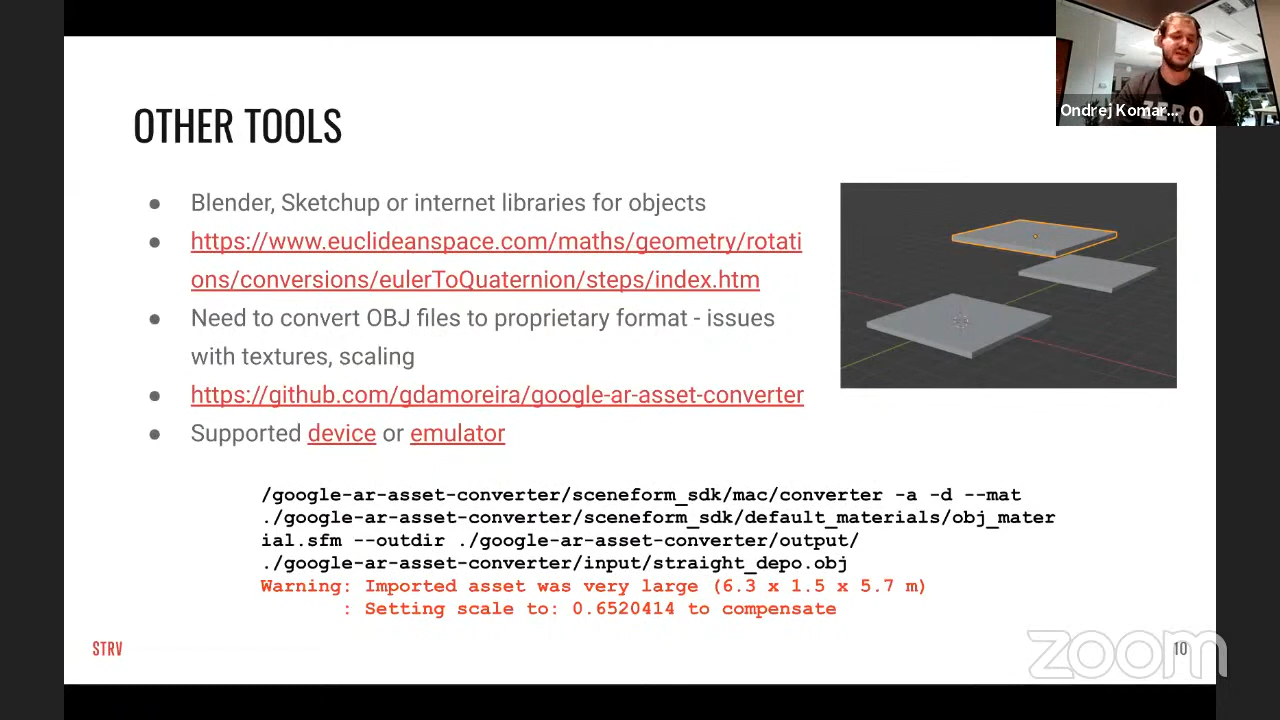 OTHER TOOLS
Ondrej Komar...
ZERO
● Blender, Sketchup or internet libraries for objects
● https://www.euclideanspace.com/maths/geometry/rotati
ons/conversions/eulerToQuaternion/steps/index.htm
● Need to convert OBJ files to proprietary format - issues
with textures, scaling
● https://github.com/gdamoreira/google-ar-asset-converter
● Supported device or emulator
/google-ar-asset-converter/sceneform_sdk/mac/converter -a -d --mat
./google-ar-asset-converter/sceneform_sdk/default_materials/obj_mater
ial.sfm --outdir ./google-ar-asset-converter/output/
./google-ar-asset-converter/input/straight_depo.obj
Warning: Imported asset was very large (6.3 x 1.5 x 5.7 m)
: Setting scale to: 0.6520414 to compensate
STRV
10
zoom